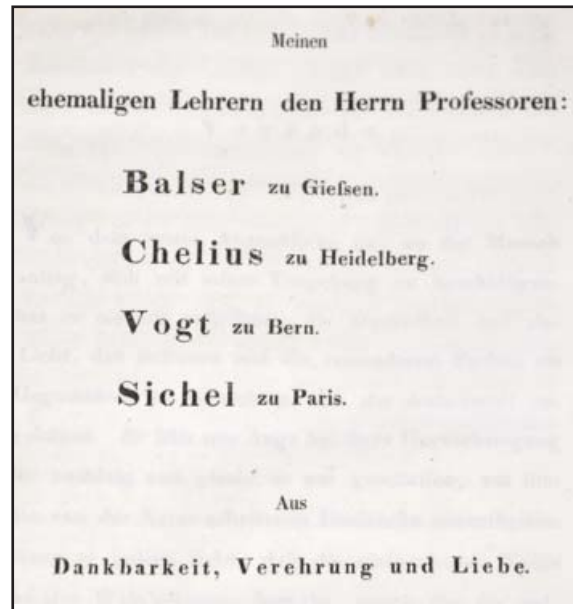 Meinen
ehemaligen Lehrern den Herrn Professoren:
Balser zu Gießen.
Chelius zu Heidelberg.
Vogt zu Bern.
Sichel zu Paris.
Aus
Dankbarkeit, Verehrung und Liebe.